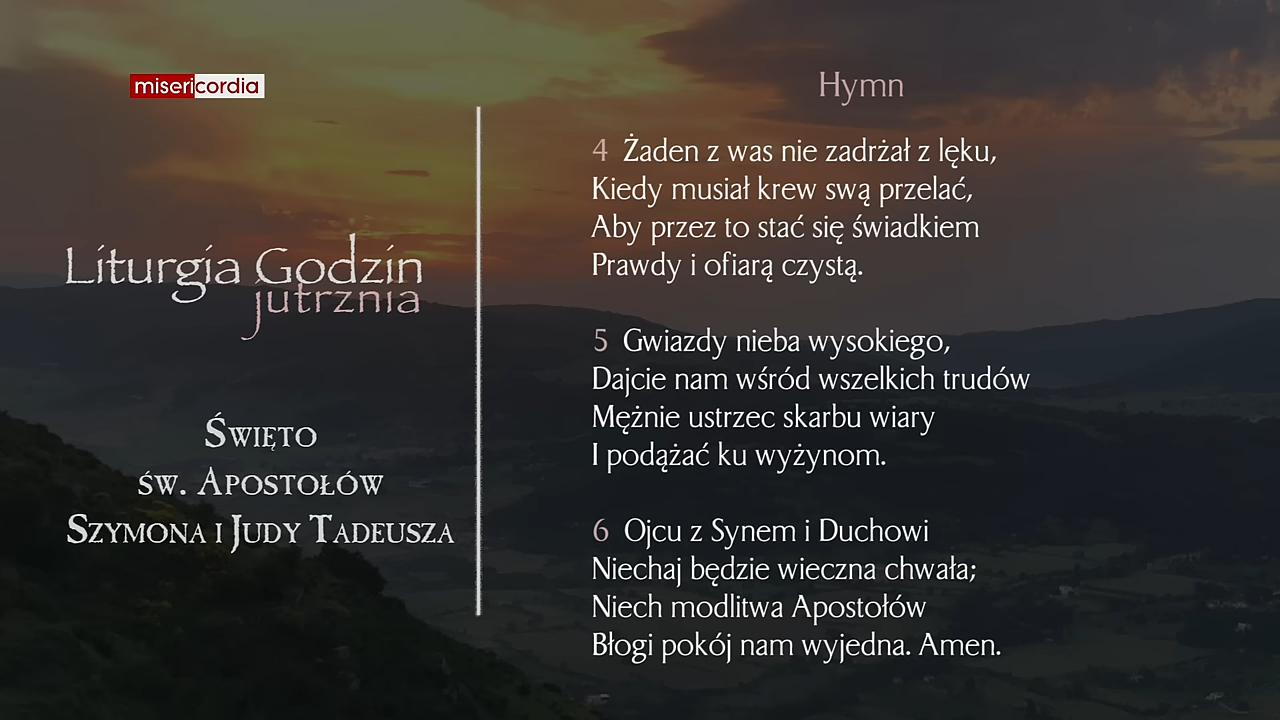 misericordia
Liturgia Godzin
jutrznia
Święto
św. Apostołów
Szymona i Judy Tadeusza
Hymn
4 Żaden z was nie zadrżał z lęku,
Kiedy musiał krew swą przelać,
Aby przez to stać się świadkiem
Prawdy i ofiarą czystą.
5 Gwiazdy nieba wysokiego,
Dajcie nam wśród wszelkich trudów
Mężnie ustrzec skarbu wiary
I podążać ku wyżynom.
6 Ojcu z Synem i Duchowi
Niechaj będzie wieczna chwała;
Niech modlitwa Apostołów
Błogi pokój nam wyjedna. Amen.